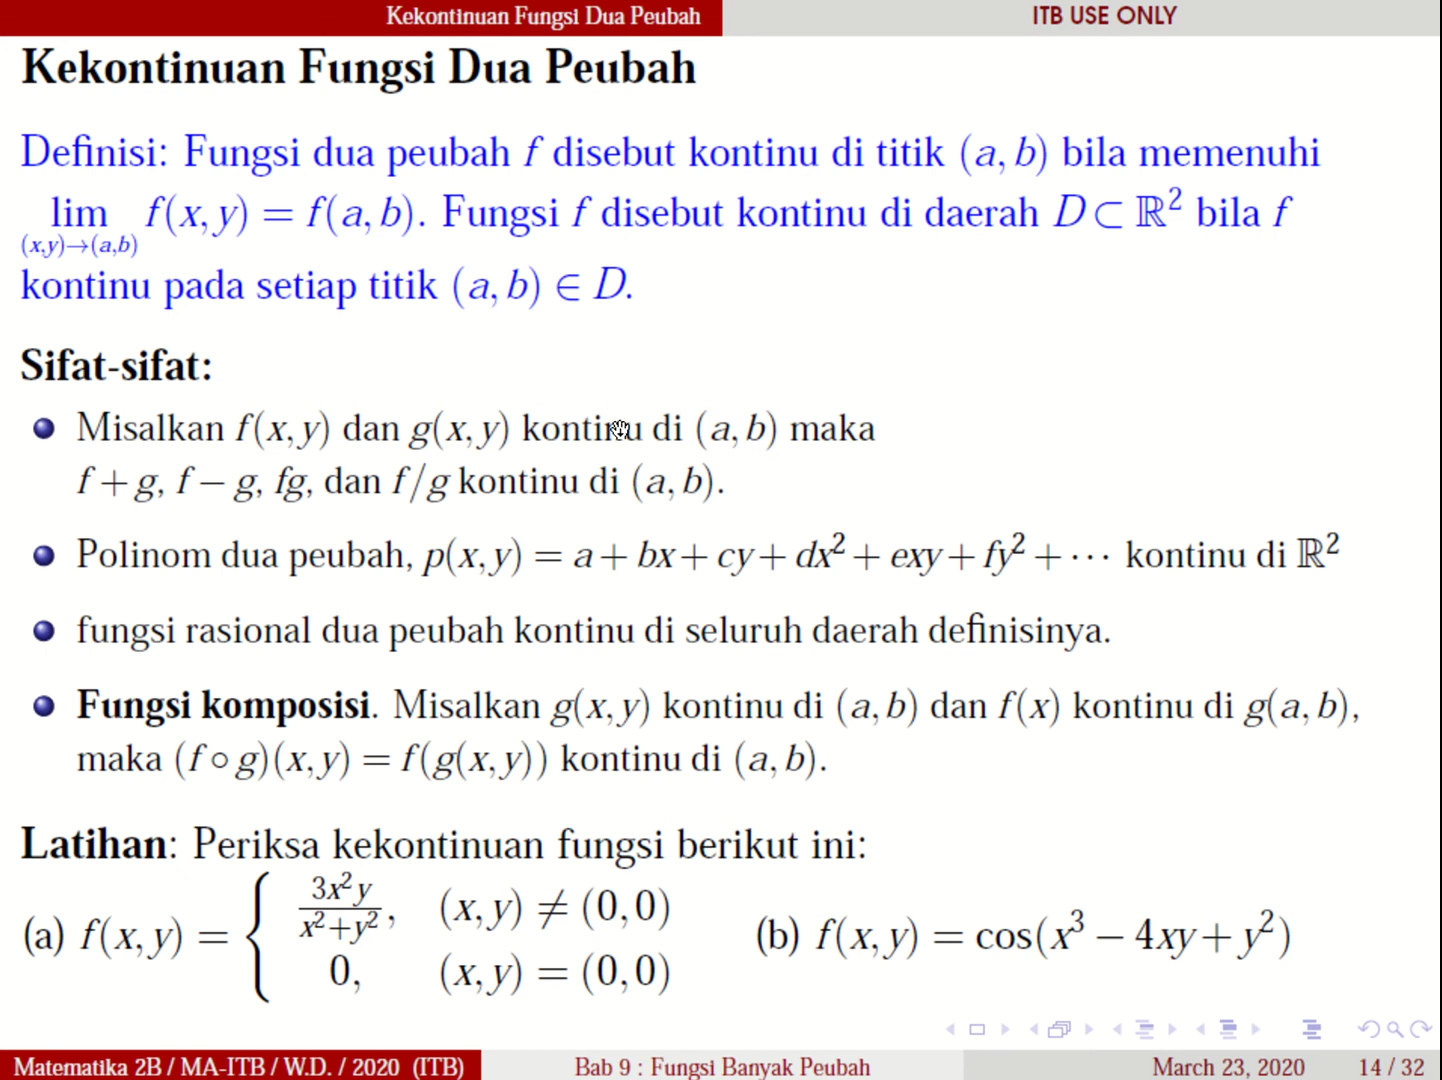 Kekontinuan Fungsi Dua Peubah
ITB USE ONLY
Kekontinuan Fungsi Dua Peubah
Definisi: Fungsi dua peubah f disebut kontinu di titik (a, b) bila memenuhi
lim f(x, y) = f(a, b). Fungsi f disebut kontinu di daerah D ⊂ ℝ² bila f
(x,y)→(a,b)
kontinu pada setiap titik (a, b) ∈ D.
Sifat-sifat:
Misalkan f(x, y) dan g(x, y) kontinu di (a, b) maka
f + g, f − g, fg, dan f/g kontinu di (a, b).
Polinom dua peubah, p(x, y) = a + bx + cy + dx² + exy + fy² + ⋯ kontinu di ℝ²
fungsi rasional dua peubah kontinu di seluruh daerah definisinya.
Fungsi komposisi. Misalkan g(x, y) kontinu di (a, b) dan f(x) kontinu di g(a, b),
maka (f ∘ g)(x, y) = f(g(x, y)) kontinu di (a, b).
Latihan: Periksa kekontinuan fungsi berikut ini:
(a) f(x, y) = { 3x²y / x²+y², (x, y) ≠ (0, 0)
0, (x, y) = (0, 0)
(b) f(x, y) = cos(x³ − 4xy + y²)
Matematika 2B / MA-ITB / W.D. / 2020 (ITB)
Bab 9 : Fungsi Banyak Peubah
March 23, 2020
14 / 32